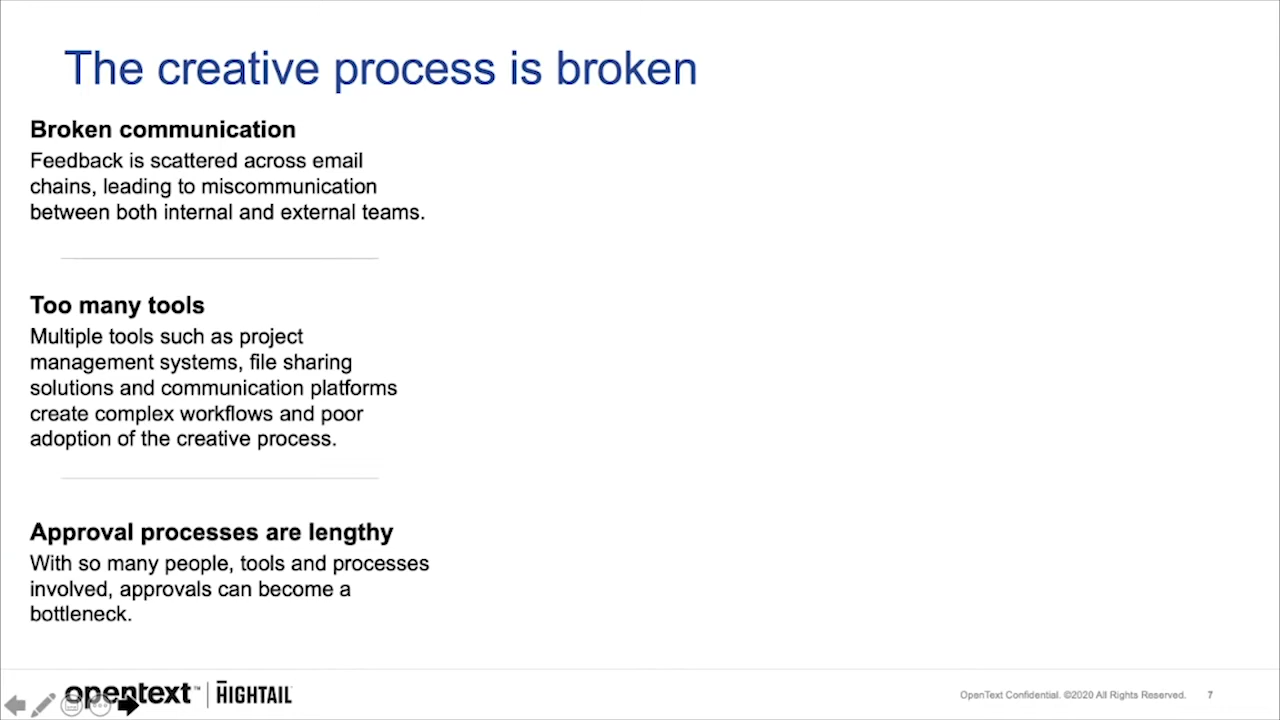 The creative process is broken
Broken communication
Feedback is scattered across email
chains, leading to miscommunication
between both internal and external teams.
Too many tools
Multiple tools such as project
management systems, file sharing
solutions and communication platforms
create complex workflows and poor
adoption of the creative process.
Approval processes are lengthy
With so many people, tools and processes
involved, approvals can become a
bottleneck.
opentext™ | HIGHTAIL
OpenText Confidential. ©2020 All Rights Reserved. 7